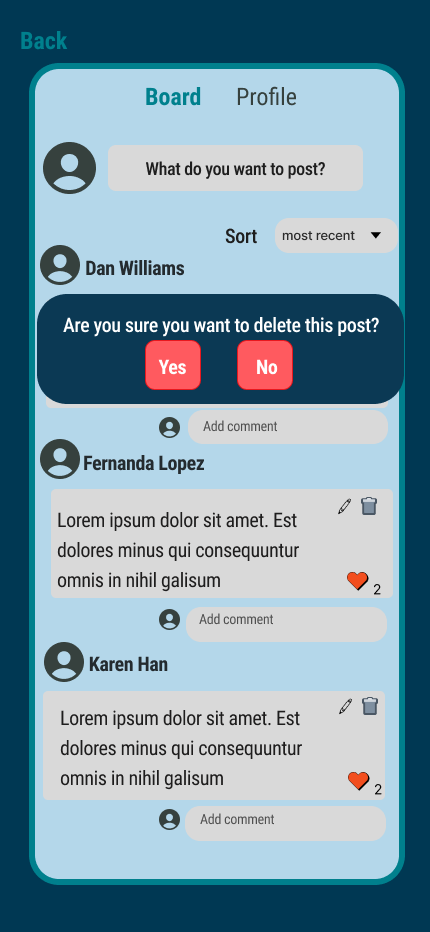 Back
Board Profile
What do you want to post?
Sort most recent
Dan Williams
Are you sure you want to delete this post?
Yes No
Add comment
Fernanda Lopez
Lorem ipsum dolor sit amet. Est
dolores minus qui consequuntur
omnis in nihil galisum
2
Add comment
Karen Han
Lorem ipsum dolor sit amet. Est
dolores minus qui consequuntur
omnis in nihil galisum
2
Add comment